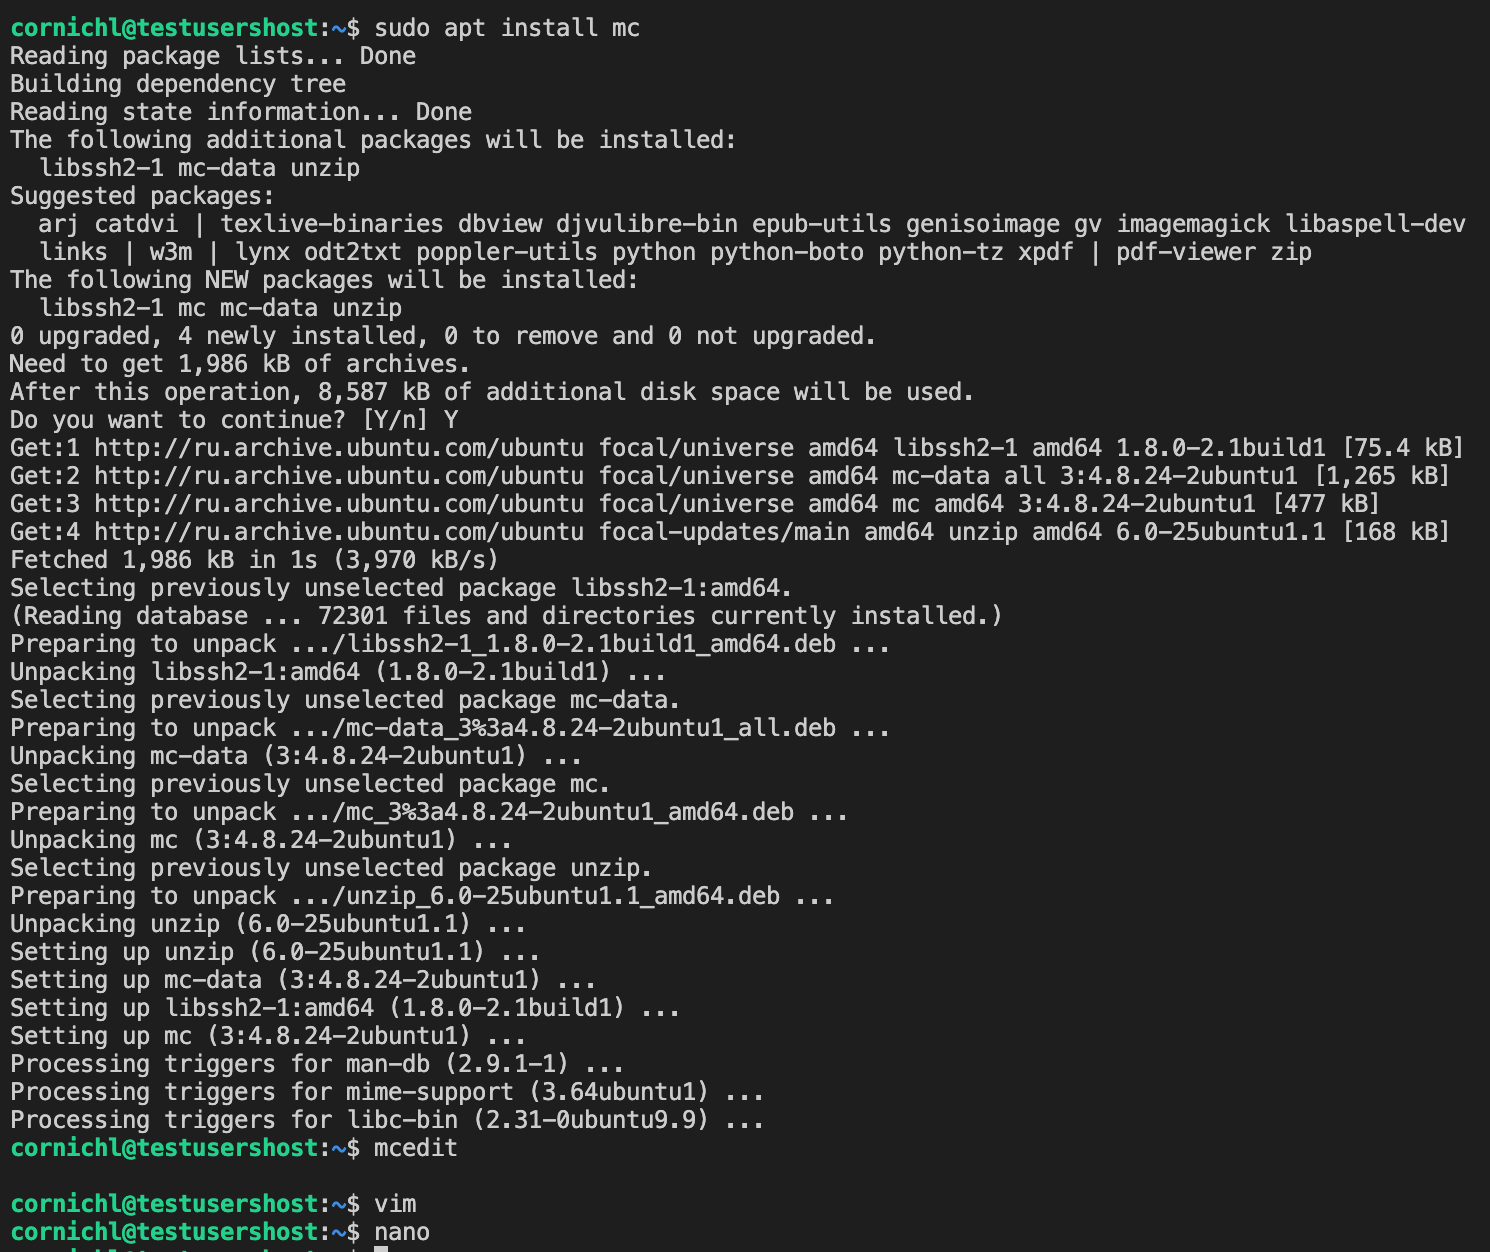 cornichl@testusershost:~$ sudo apt install mc
Reading package lists... Done
Building dependency tree
Reading state information... Done
The following additional packages will be installed:
  libssh2-1 mc-data unzip
Suggested packages:
  arj catdvi | texlive-binaries dbview djvulibre-bin epub-utils genisoimage gv imagemagick libaspell-dev
  links | w3m | lynx odt2txt poppler-utils python python-boto python-tz xpdf | pdf-viewer zip
The following NEW packages will be installed:
  libssh2-1 mc mc-data unzip
0 upgraded, 4 newly installed, 0 to remove and 0 not upgraded.
Need to get 1,986 kB of archives.
After this operation, 8,587 kB of additional disk space will be used.
Do you want to continue? [Y/n] Y
Get:1 http://ru.archive.ubuntu.com/ubuntu focal/universe amd64 libssh2-1 amd64 1.8.0-2.1build1 [75.4 kB]
Get:2 http://ru.archive.ubuntu.com/ubuntu focal/universe amd64 mc-data all 3:4.8.24-2ubuntu1 [1,265 kB]
Get:3 http://ru.archive.ubuntu.com/ubuntu focal/universe amd64 mc amd64 3:4.8.24-2ubuntu1 [477 kB]
Get:4 http://ru.archive.ubuntu.com/ubuntu focal-updates/main amd64 unzip amd64 6.0-25ubuntu1.1 [168 kB]
Fetched 1,986 kB in 1s (3,970 kB/s)
Selecting previously unselected package libssh2-1:amd64.
(Reading database ... 72301 files and directories currently installed.)
Preparing to unpack .../libssh2-1_1.8.0-2.1build1_amd64.deb ...
Unpacking libssh2-1:amd64 (1.8.0-2.1build1) ...
Selecting previously unselected package mc-data.
Preparing to unpack .../mc-data_3%3a4.8.24-2ubuntu1_all.deb ...
Unpacking mc-data (3:4.8.24-2ubuntu1) ...
Selecting previously unselected package mc.
Preparing to unpack .../mc_3%3a4.8.24-2ubuntu1_amd64.deb ...
Unpacking mc (3:4.8.24-2ubuntu1) ...
Selecting previously unselected package unzip.
Preparing to unpack .../unzip_6.0-25ubuntu1.1_amd64.deb ...
Unpacking unzip (6.0-25ubuntu1.1) ...
Setting up unzip (6.0-25ubuntu1.1) ...
Setting up mc-data (3:4.8.24-2ubuntu1) ...
Setting up libssh2-1:amd64 (1.8.0-2.1build1) ...
Setting up mc (3:4.8.24-2ubuntu1) ...
Processing triggers for man-db (2.9.1-1) ...
Processing triggers for mime-support (3.64ubuntu1) ...
Processing triggers for libc-bin (2.31-0ubuntu9.9) ...
cornichl@testusershost:~$ mcedit

cornichl@testusershost:~$ vim
cornichl@testusershost:~$ nano